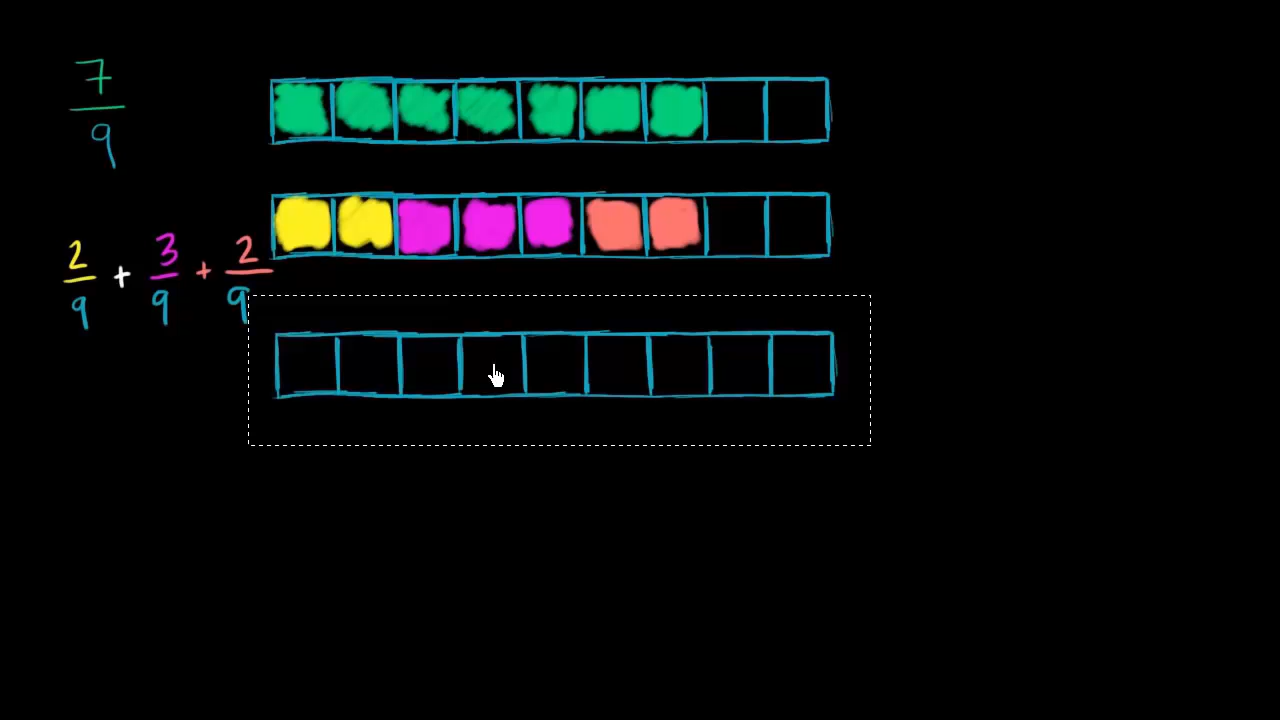 7
9
2 + 3 + 2
9 9 9